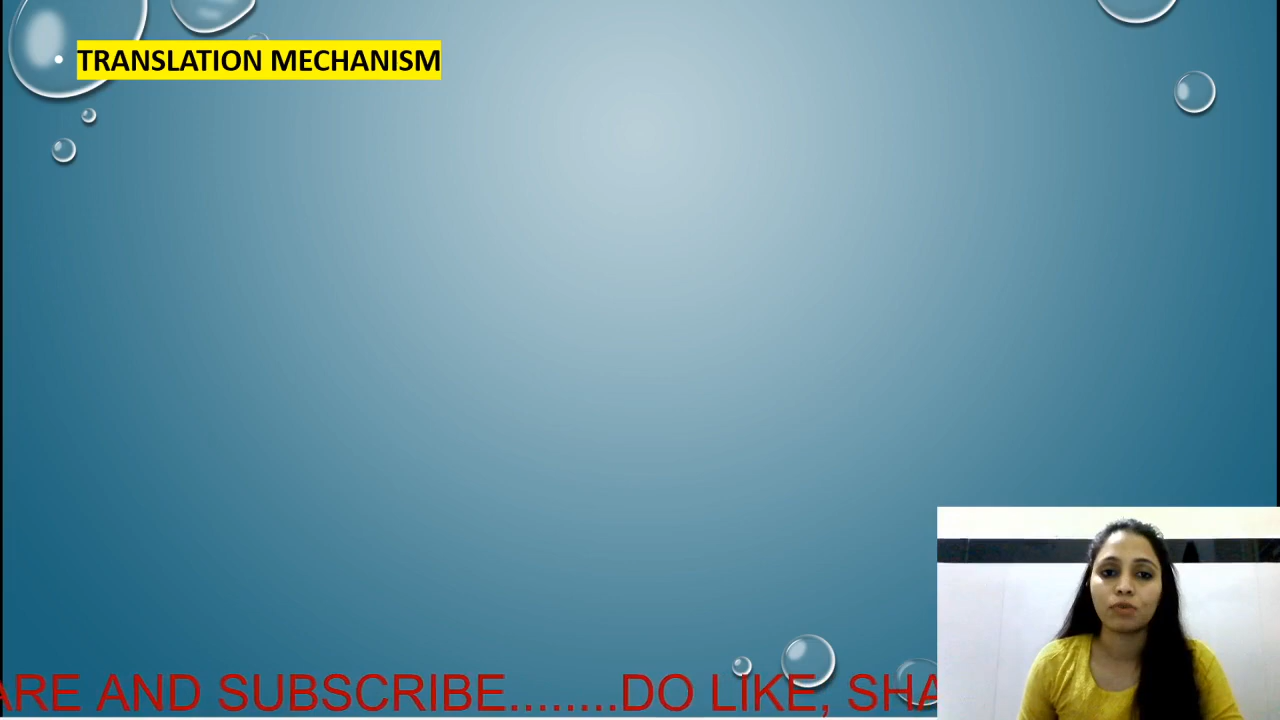 TRANSLATION MECHANISM
ARE AND SUBSCRIBE........DO LIKE, SHA